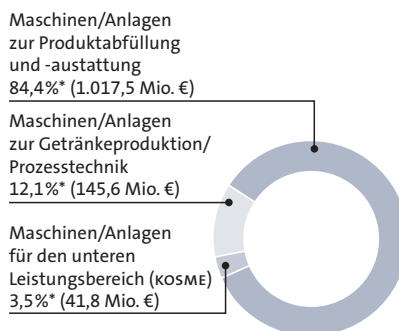 Maschinen/Anlagen
zur Produktabfüllung
und -austattung
84,4%* (1.017,5 Mio. €)
Maschinen/Anlagen
zur Getränkeproduktion/
Prozesstechnik
12,1%* (145,6 Mio. €)
Maschinen/Anlagen
für den unteren
Leistungsbereich (KOSME)
3,5%* (41,8 Mio. €)